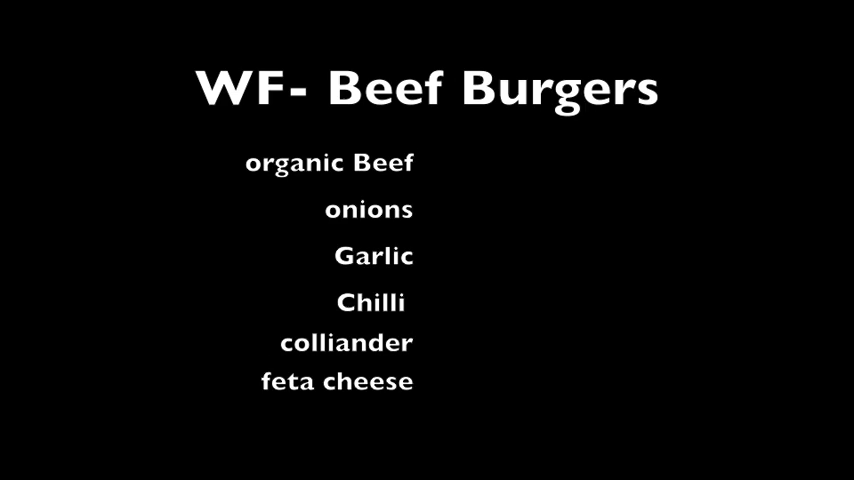 WF- Beef Burgers
organic Beef
onions
Garlic
Chilli
colliander
feta cheese